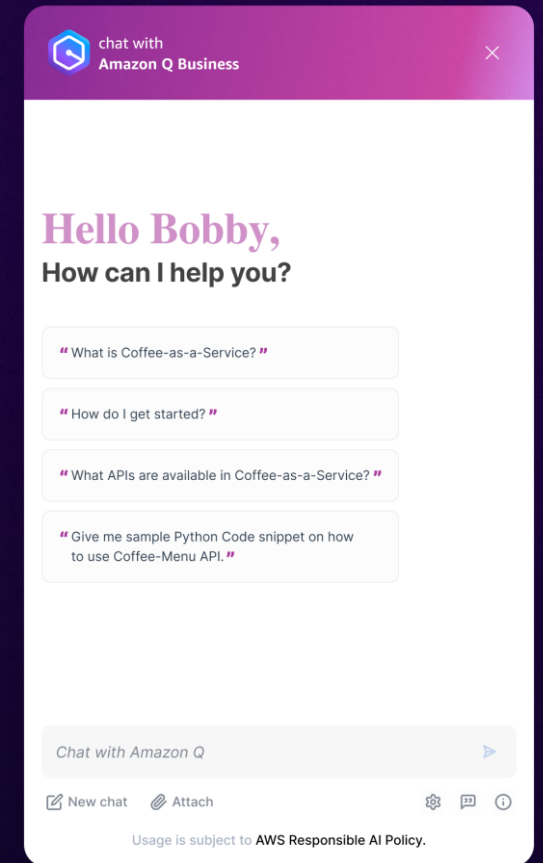 chat with
Amazon Q Business
Hello Bobby,
How can I help you?
“ What is Coffee-as-a-Service? ”
“ How do I get started? ”
“ What APIs are available in Coffee-as-a-Service? ”
“ Give me sample Python Code snippet on how
to use Coffee-Menu API. ”
Chat with Amazon Q
New chat Attach
Usage is subject to AWS Responsible AI Policy.